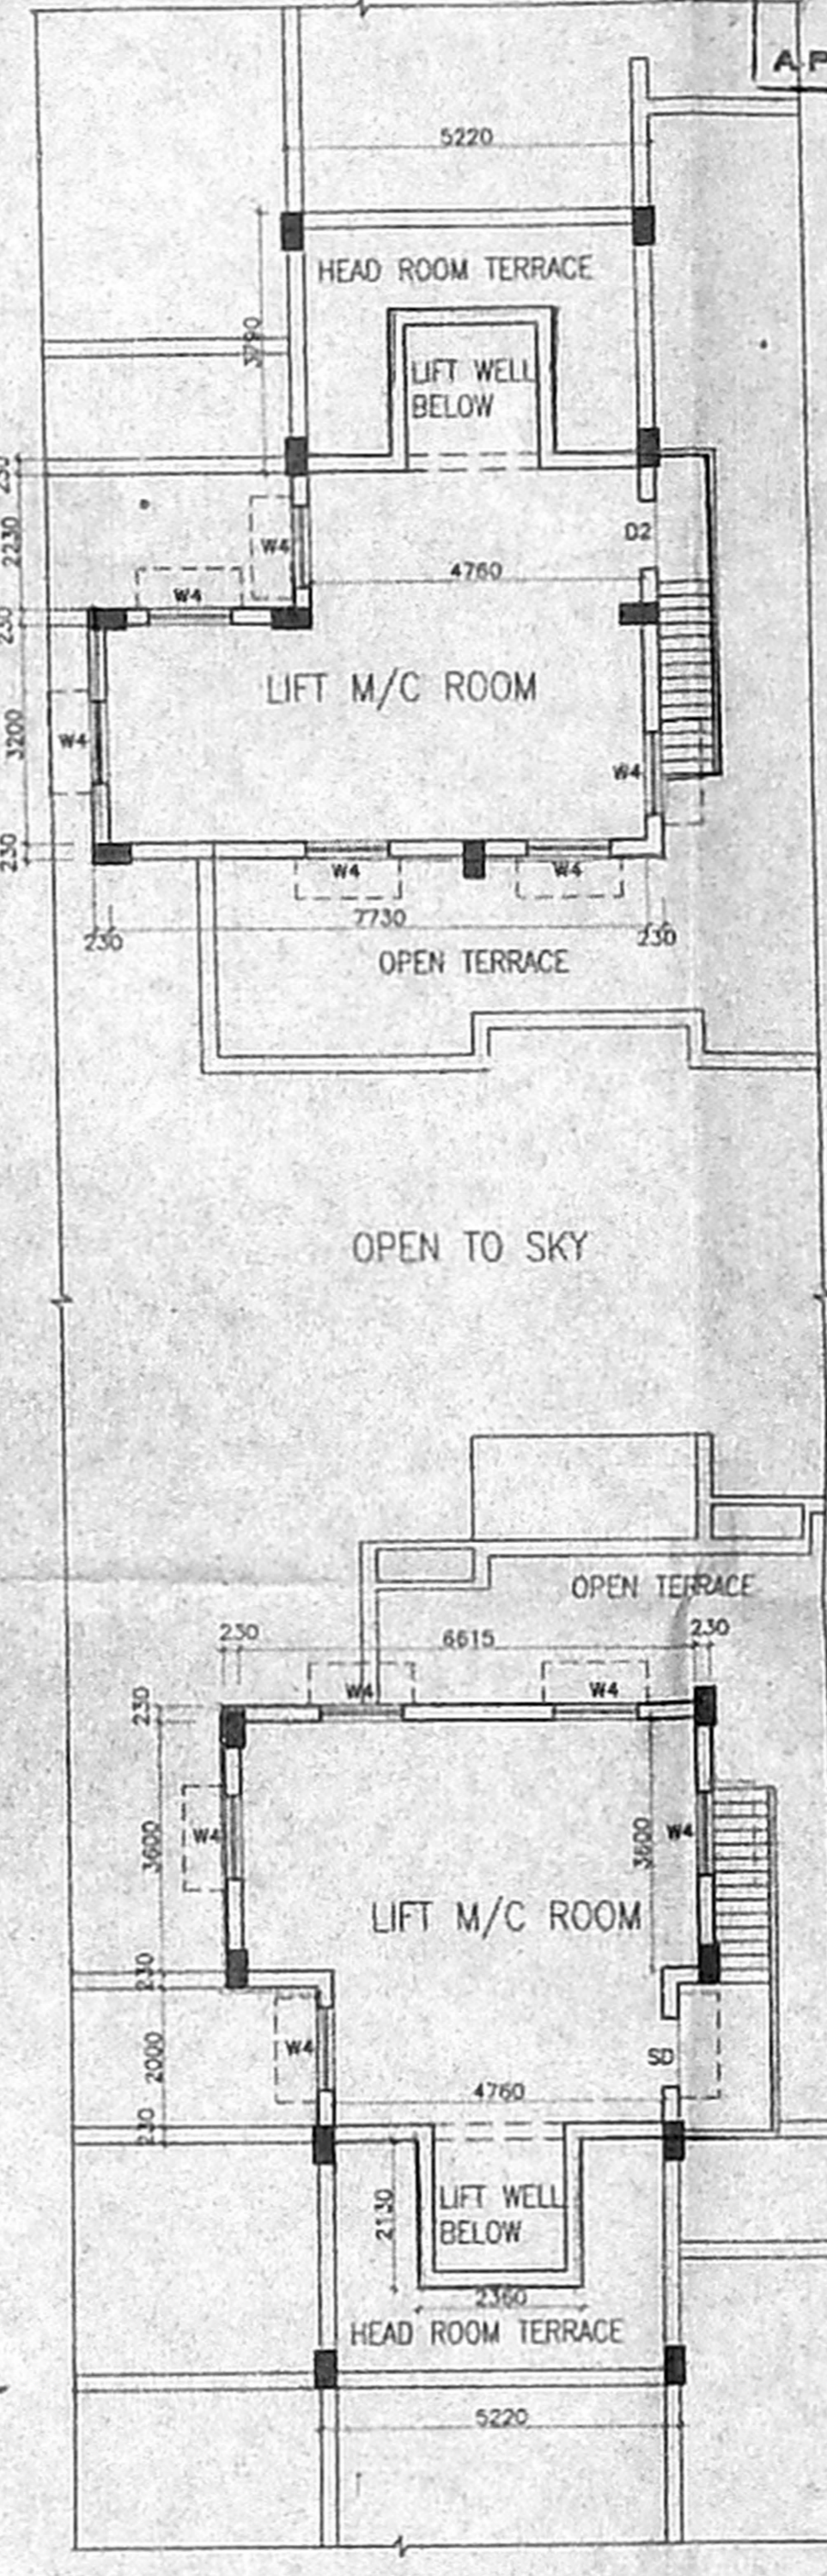 A P
5220
HEAD ROOM TERRACE
3790
LIFT WELL
BELOW
230
2230
D2
W4
4760
W4
230
LIFT M/C ROOM
3200
W4
W4
230
W4
W4
7730
230
230
OPEN TERRACE
OPEN TO SKY
OPEN TERRACE
230
6615
230
W4
W4
230
3600
W4
3600
W4
LIFT M/C ROOM
230
W4
2000
SD
4760
230
2130
LIFT WELL
BELOW
2360
HEAD ROOM TERRACE
5220